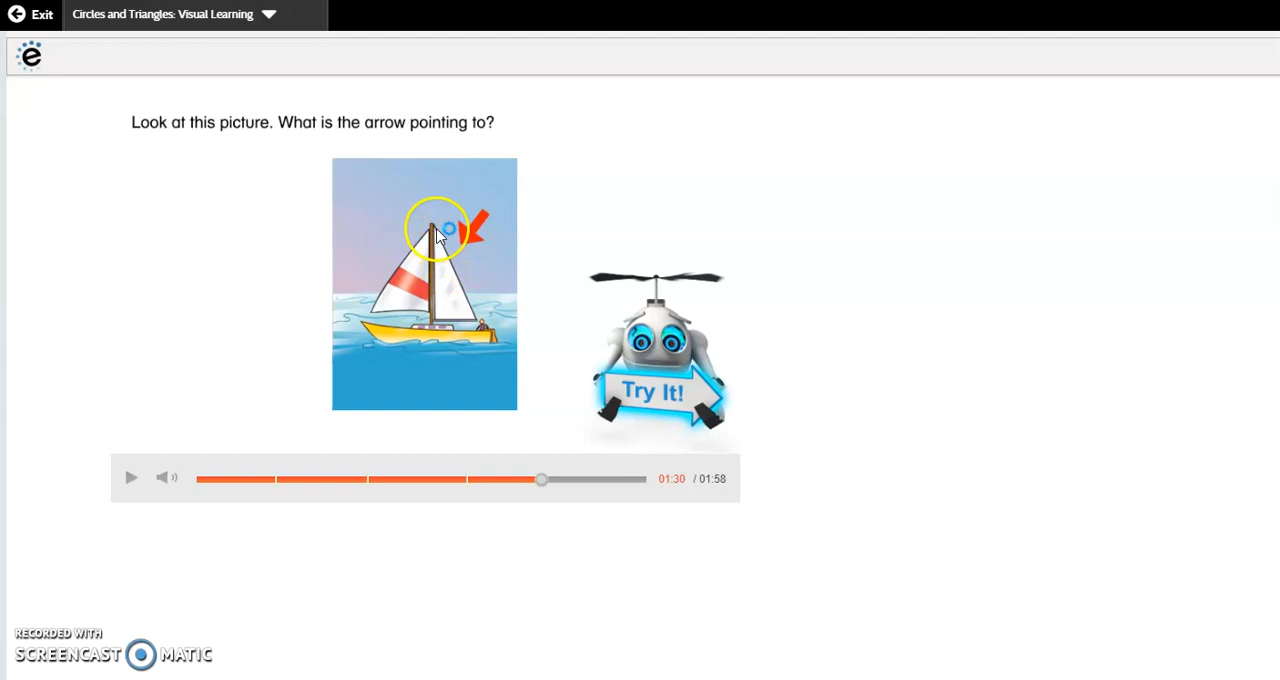 Exit Circles and Triangles: Visual Learning
e
Look at this picture. What is the arrow pointing to?
Try It!
01:30 / 01:58
RECORDED WITH
SCREENCAST MATIC